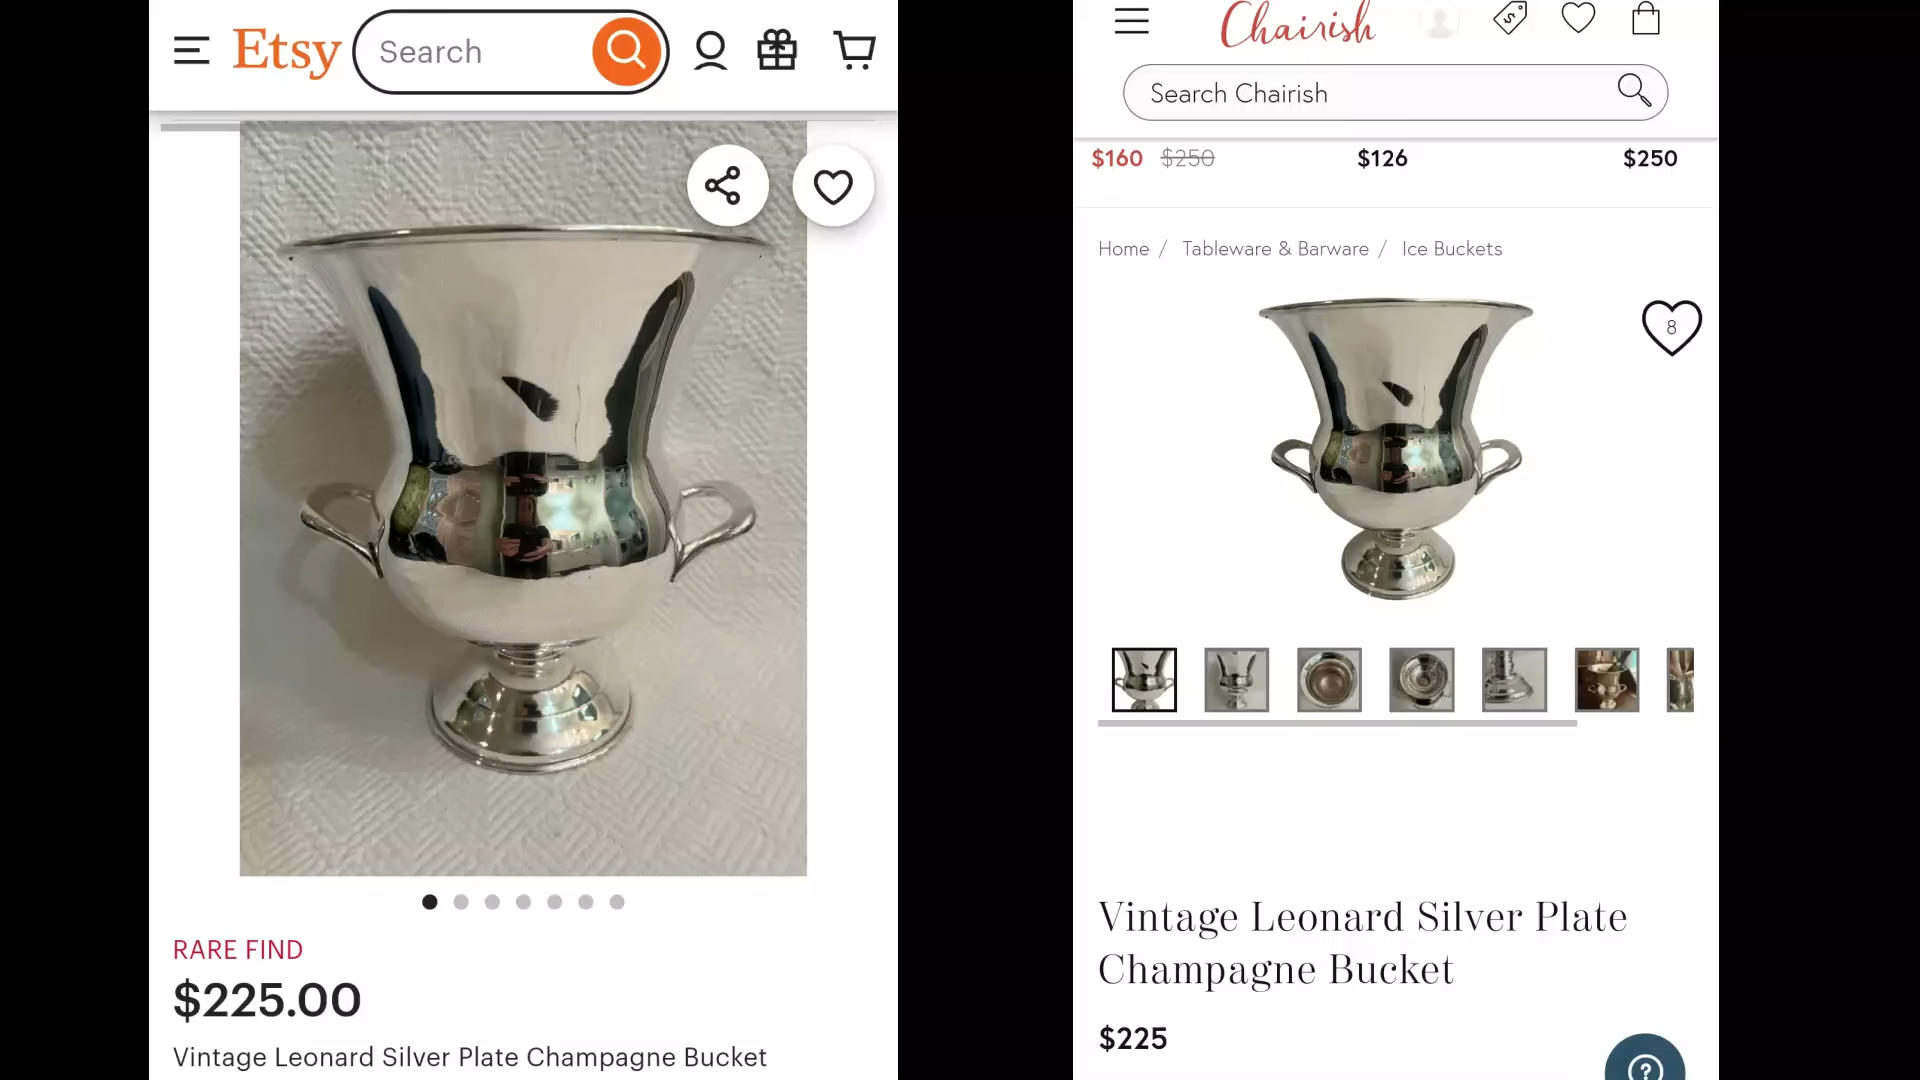 Etsy
Search
RARE FIND
$225.00
Vintage Leonard Silver Plate Champagne Bucket
Chairish
Search Chairish
$160 $250 $126 $250
Home / Tableware & Barware / Ice Buckets
8
Vintage Leonard Silver Plate
Champagne Bucket
$225
?